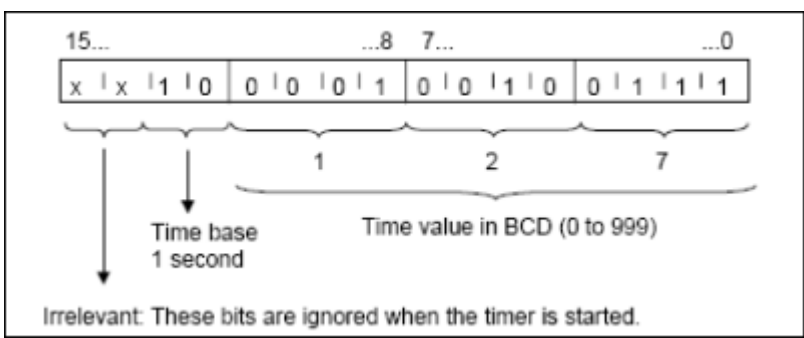 15... ...8 7... ...0
x x 1 0 0 0 0 1 0 0 1 0 0 1 1 1
1 2 7
Time base Time value in BCD (0 to 999)
1 second
Irrelevant: These bits are ignored when the timer is started.